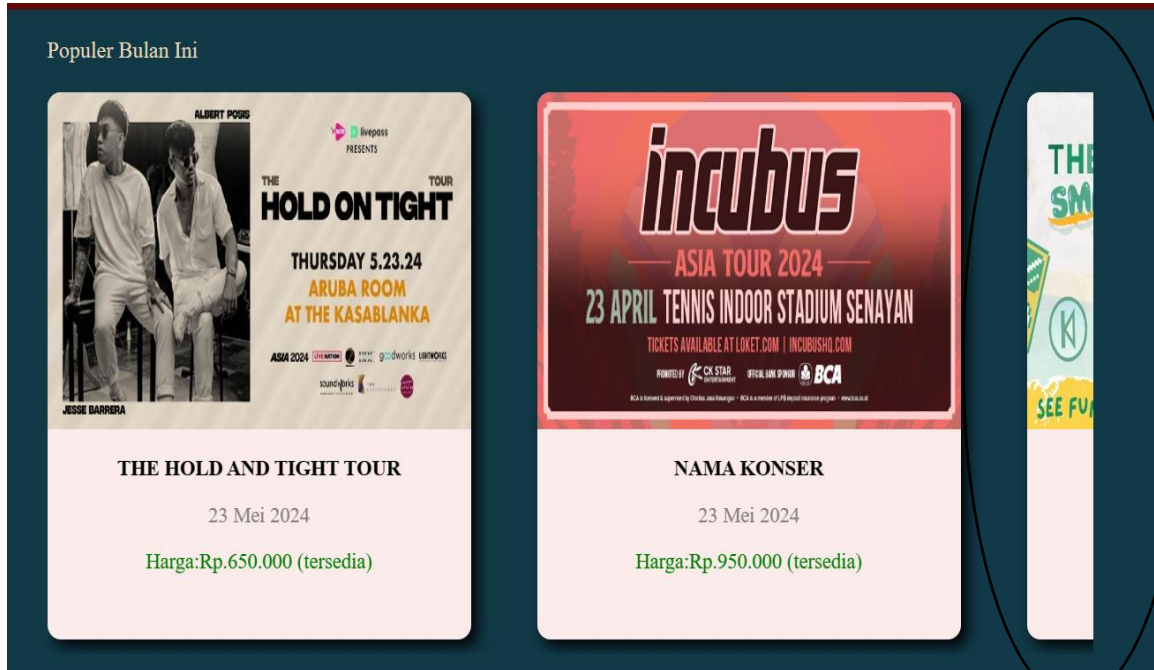 Populer Bulan Ini
ALBERT POSIS
livepass
PRESENTS
THE TOUR
HOLD ON TIGHT
THURSDAY 5.23.24
ARUBA ROOM
AT THE KASABLANKA
ASIA 2024 LIVE NATION goodworks LIGHTWORKS
soundworks
JESSE BARRERA
THE HOLD AND TIGHT TOUR
23 Mei 2024
Harga:Rp.650.000 (tersedia)
incubus
ASIA TOUR 2024
23 APRIL TENNIS INDOOR STADIUM SENAYAN
TICKETS AVAILABLE AT LOKET.COM | INCUBUSHQ.COM
PROMOTED BY CK STAR ENTERTAINMENT OFFICIAL BANK SPONSOR BCA
NAMA KONSER
23 Mei 2024
Harga:Rp.950.000 (tersedia)
THE
SM
SEE FU